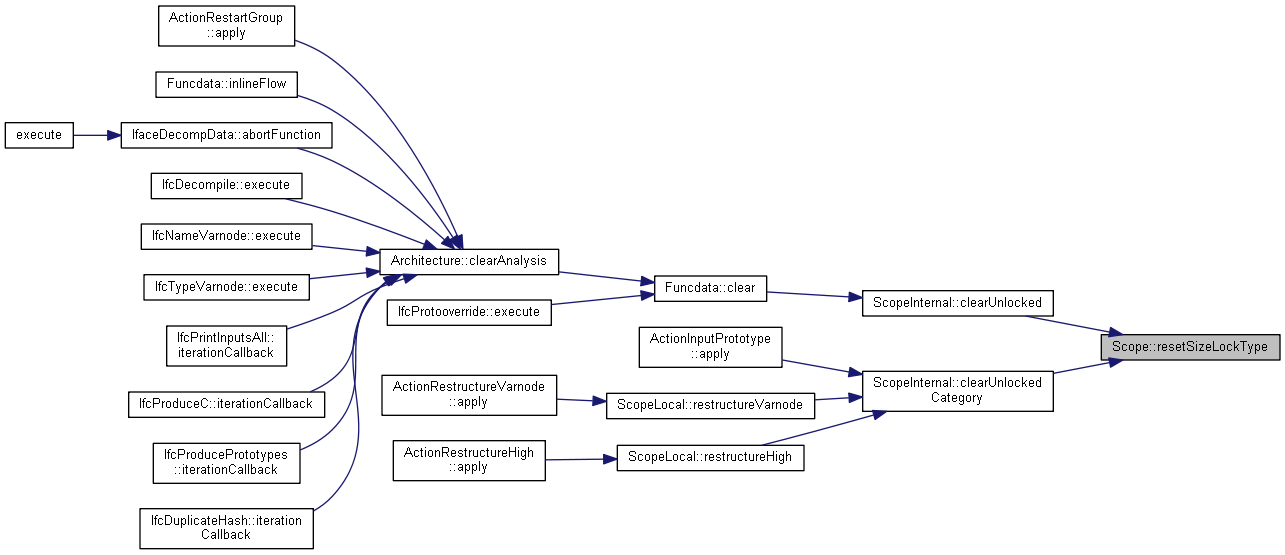 ActionRestartGroup
::apply
Funcdata::inlineFlow
execute
IfaceDecompData::abortFunction
IfcDecompile::execute
IfcNameVarnode::execute
Architecture::clearAnalysis
IfcTypeVarnode::execute
Funcdata::clear
IfcProtooverride::execute
ScopeInternal::clearUnlocked
IfcPrintInputsAll::
iterationCallback
ActionInputPrototype
::apply
Scope::resetSizeLockType
ActionRestructureVarnode
::apply
ScopeInternal::clearUnlocked
Category
IfcProduceC::iterationCallback
ScopeLocal::restructureVarnode
IfcProducePrototypes
::iterationCallback
ActionRestructureHigh
::apply
ScopeLocal::restructureHigh
IfcDuplicateHash::iteration
Callback